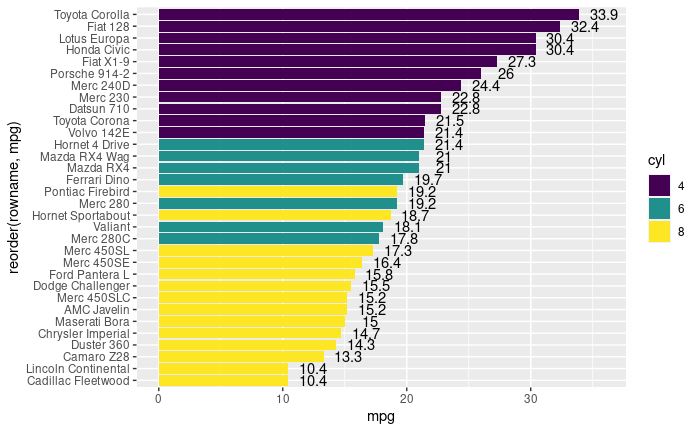 Toyota Corolla 33.9
Fiat 128 32.4
Lotus Europa 30.4
Honda Civic 30.4
Fiat X1-9 27.3
Porsche 914-2 26
Merc 240D 24.4
Merc 230 22.8
Datsun 710 22.8
Toyota Corona 21.5
Volvo 142E 21.4
Hornet 4 Drive 21.4
Mazda RX4 Wag 21
Mazda RX4 21
Ferrari Dino 19.7
Pontiac Firebird 19.2
Merc 280 19.2
Hornet Sportabout 18.7
Valiant 18.1
Merc 280C 17.8
Merc 450SL 17.3
Merc 450SE 16.4
Ford Pantera L 15.8
Dodge Challenger 15.5
Merc 450SLC 15.2
AMC Javelin 15.2
Maserati Bora 15
Chrysler Imperial 14.7
Duster 360 14.3
Camaro Z28 13.3
Lincoln Continental 10.4
Cadillac Fleetwood 10.4
0 10 20 30
mpg
reorder(rowname, mpg)
cyl
4
6
8